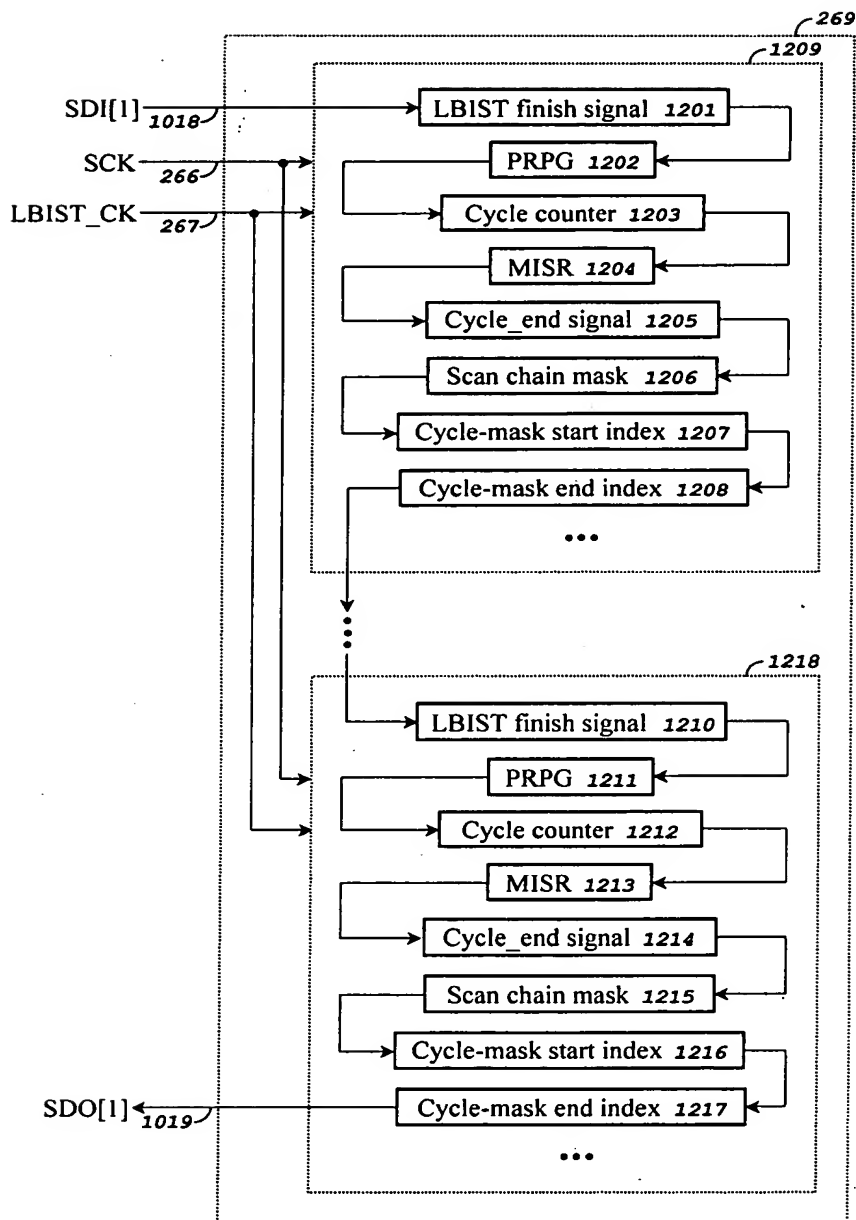 269
1209
SDI[1]
1018
LBIST finish signal 1201
SCK
266
PRPG 1202
LBIST_CK
267
Cycle counter 1203
MISR 1204
Cycle_end signal 1205
Scan chain mask 1206
Cycle-mask start index 1207
Cycle-mask end index 1208
•••
1218
LBIST finish signal 1210
PRPG 1211
Cycle counter 1212
MISR 1213
Cycle_end signal 1214
Scan chain mask 1215
Cycle-mask start index 1216
SDO[1]
1019
Cycle-mask end index 1217
•••